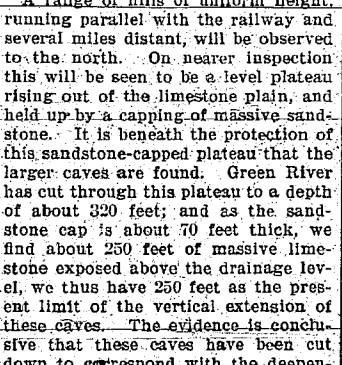 A range of hills of uniform height,
running parallel with the railway and
several miles distant, will be observed
to the north. On nearer inspection
this will be seen to be a level plateau
rising out of the limestone plain, and
held up by a capping of massive sand-
stone. It is beneath the protection of
this sandstone-capped plateau that the
larger caves are found. Green River
has cut through this plateau to a depth
of about 320 feet; and as the sand-
stone cap is about 70 feet thick, we
find about 250 feet of massive lime-
stone exposed above the drainage lev-
el, we thus have 250 feet as the pres-
ent limit of the vertical extension of
these caves. The evidence is conclu-
sive that these caves have been cut
down to correspond with the deepen-